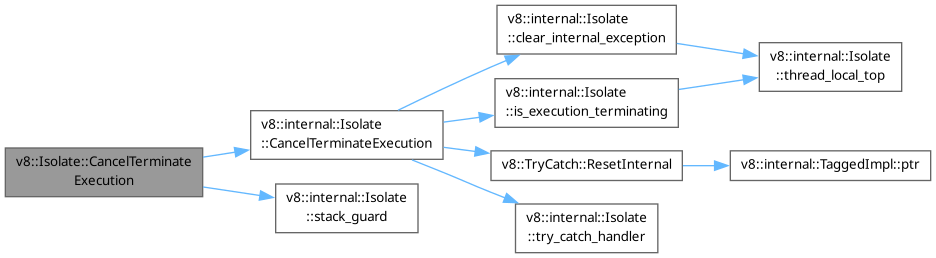 v8::Isolate::CancelTerminate
Execution
v8::internal::Isolate
::CancelTerminateExecution
v8::internal::Isolate
::stack_guard
v8::internal::Isolate
::clear_internal_exception
v8::internal::Isolate
::is_execution_terminating
v8::TryCatch::ResetInternal
v8::internal::Isolate
::try_catch_handler
v8::internal::Isolate
::thread_local_top
v8::internal::TaggedImpl::ptr